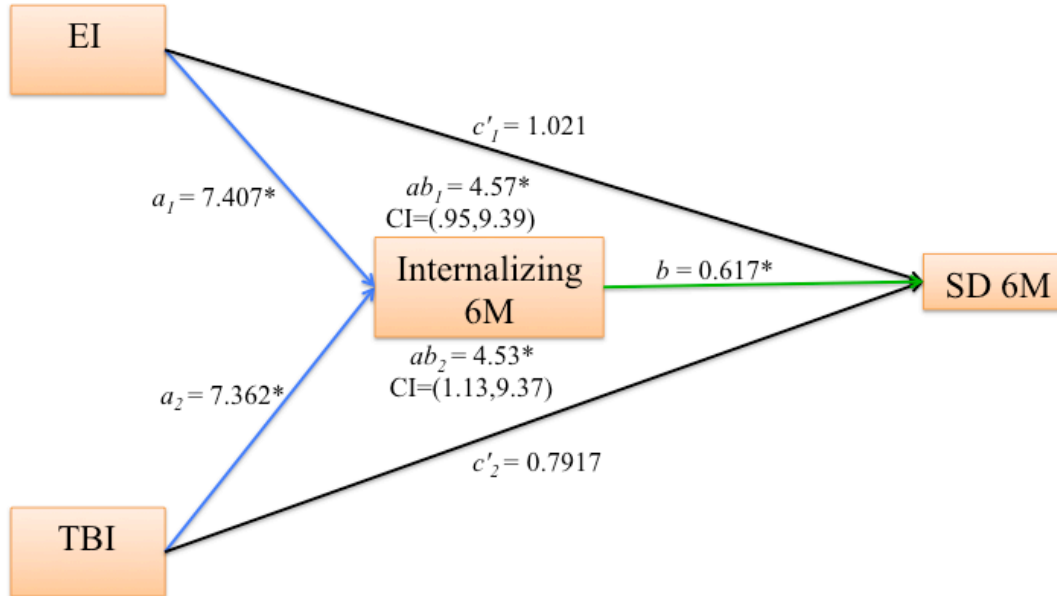 EI
c'₁ = 1.021
a₁ = 7.407*
ab₁ = 4.57*
CI=(.95,9.39)
Internalizing
6M
b = 0.617*
SD 6M
ab₂ = 4.53*
CI=(1.13,9.37)
a₂ = 7.362*
c'₂ = 0.7917
TBI